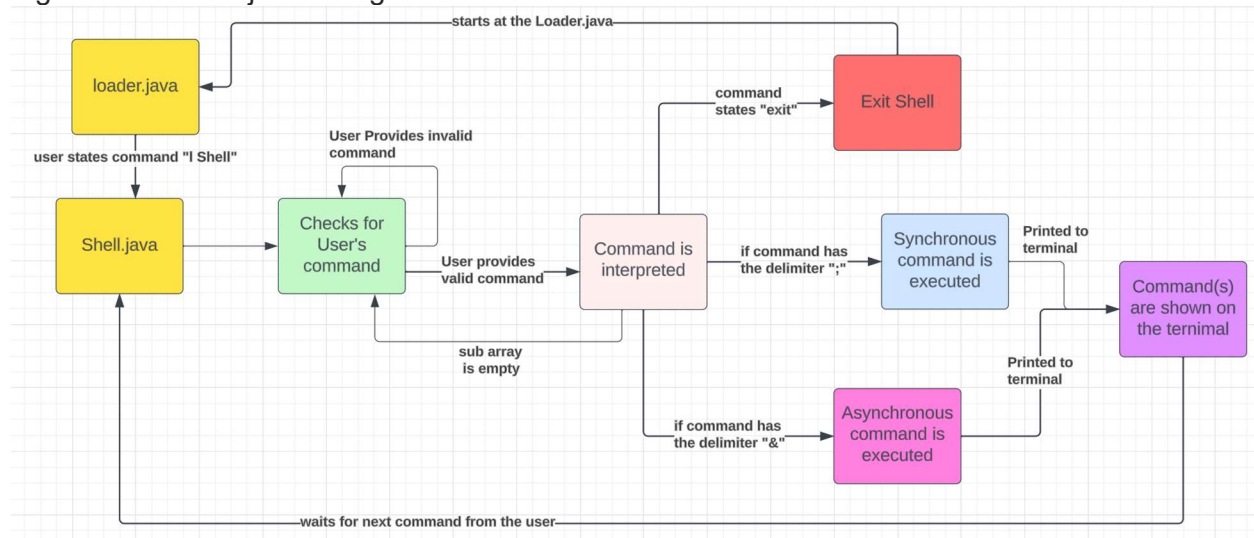 starts at the Loader.java
loader.java
Exit Shell
command
states "exit"
user states command "l Shell"
User Provides invalid
command
Shell.java
Checks for
User's
command
User provides
valid command
Command is
interpreted
if command has
the delimiter ";"
Synchronous
command is
executed
Printed to
terminal
Command(s)
are shown on
the ternimal
sub array
is empty
Printed to
terminal
if command has
the delimiter "&"
Asynchronous
command is
executed
waits for next command from the user